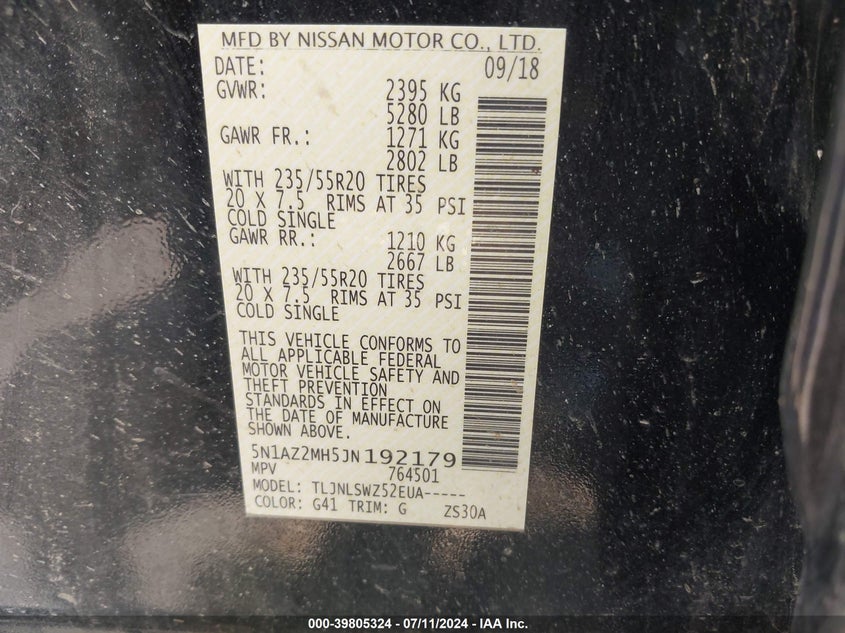 MFD BY NISSAN MOTOR CO., LTD.
DATE: 09/18
GVWR: 2395 KG
5280 LB
GAWR FR.: 1271 KG
2802 LB
WITH 235/55R20 TIRES
20 X 7.5 RIMS AT 35 PSI
COLD SINGLE
GAWR RR.: 1210 KG
2667 LB
WITH 235/55R20 TIRES
20 X 7.5 RIMS AT 35 PSI
COLD SINGLE
THIS VEHICLE CONFORMS TO
ALL APPLICABLE FEDERAL
MOTOR VEHICLE SAFETY AND
THEFT PREVENTION
STANDARDS IN EFFECT ON
THE DATE OF MANUFACTURE
SHOWN ABOVE.
5N1AZ2MH5JN192179
MPV 764501
MODEL: TLJNLSWZ52EUA-----
COLOR: G41 TRIM: G ZS30A
000-39805324 - 07/11/2024 - IAA Inc.